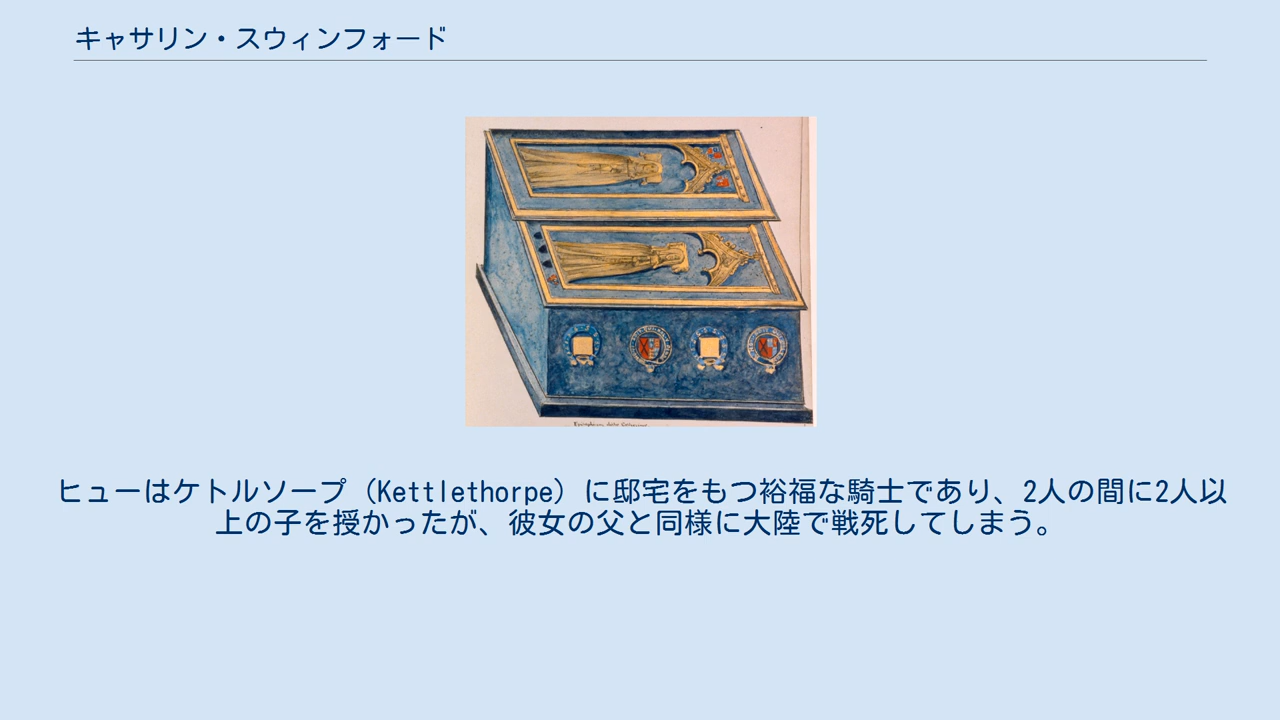 キャサリン・スウィンフォード
ヒューはケトルソープ（Kettlethorpe）に邸宅をもつ裕福な騎士であり、2人の間に2人以
上の子を授かったが、彼女の父と同様に大陸で戦死してしまう。